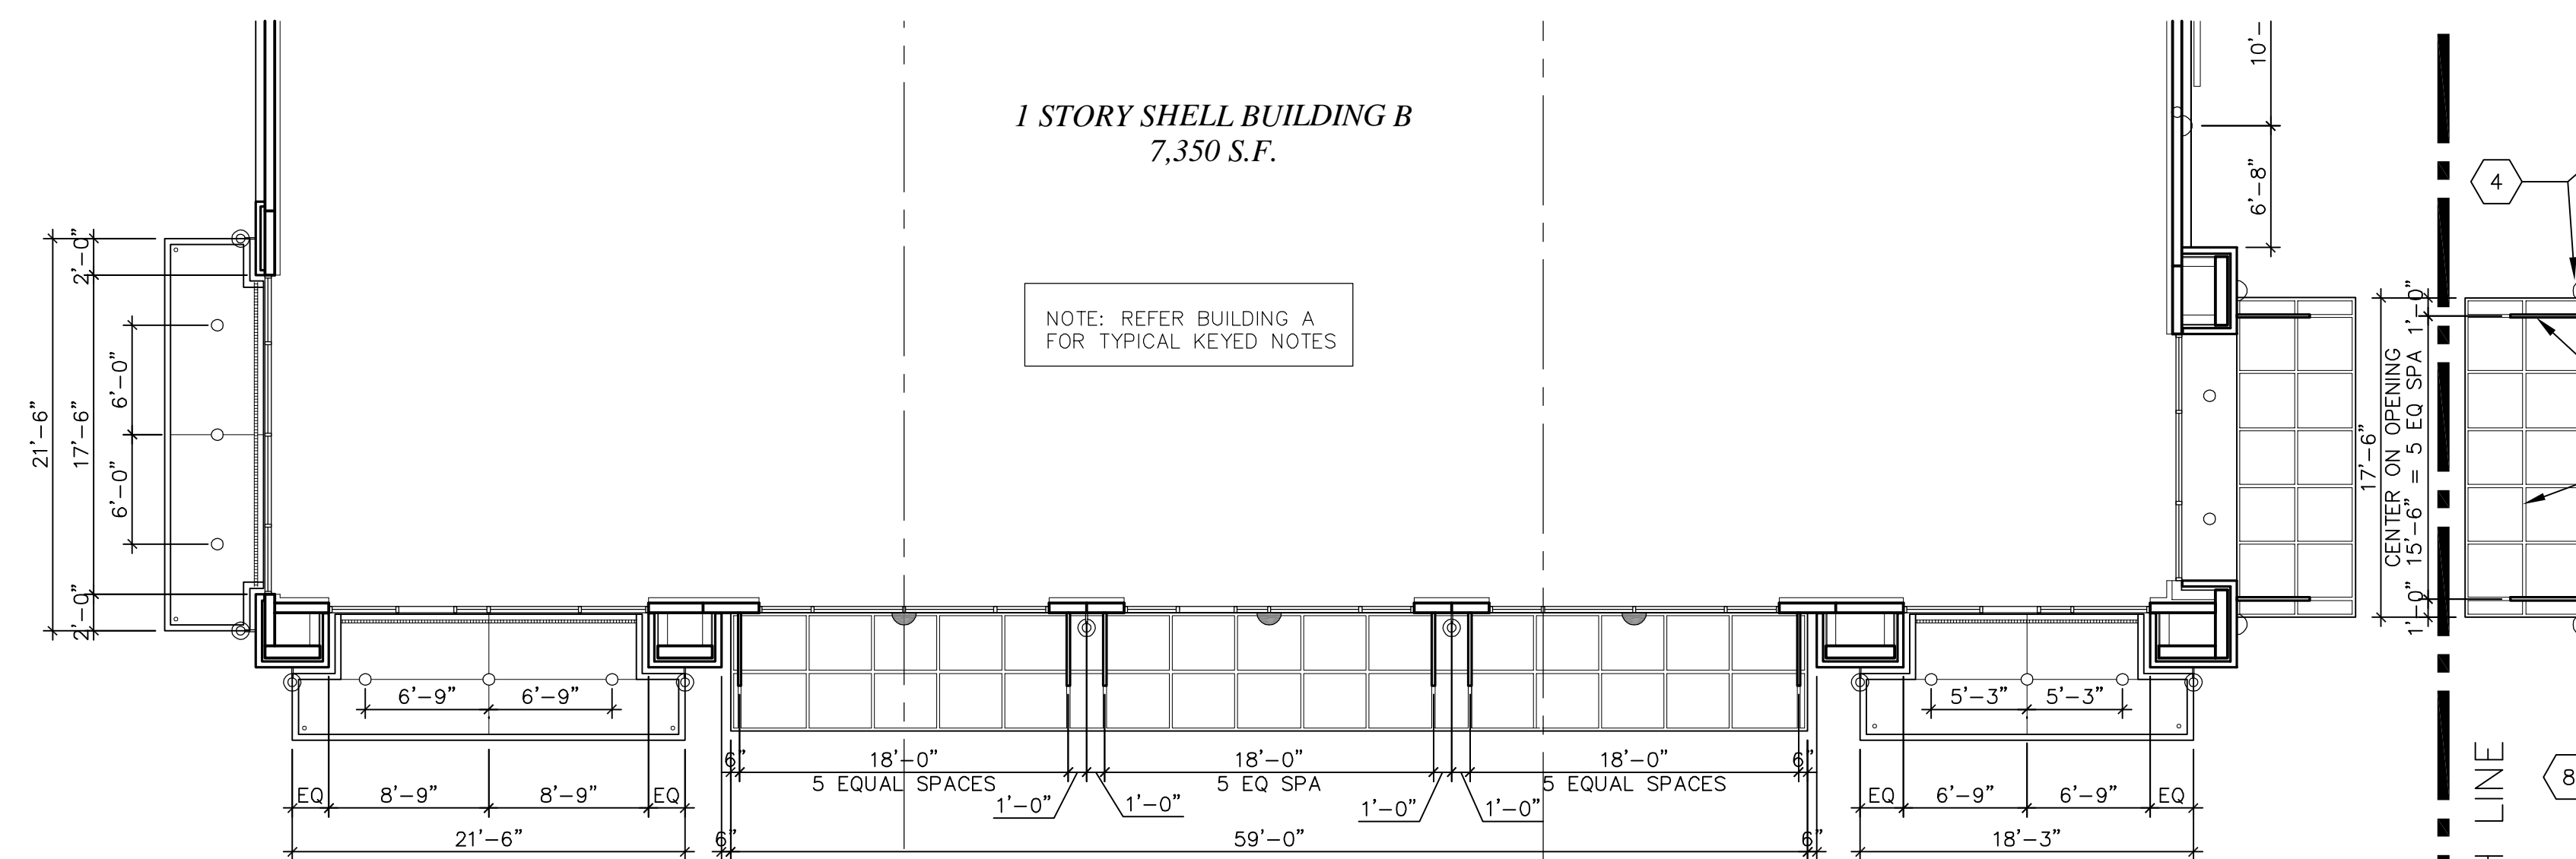 1 STORY SHELL BUILDING B
7,350 S.F.
NOTE: REFER BUILDING A
FOR TYPICAL KEYED NOTES
21'-6"
2'-0"
17'-6"
2'-0"
6'-0"
6'-0"
10'-
6'-8"
4
17'-6"
CENTER ON OPENING
1'-0" 15'-6" = 5 EQ SPA 1'-0"
6'-9" 6'-9"
5'-3" 5'-3"
6" 18'-0" 18'-0" 18'-0" 6"
5 EQUAL SPACES 5 EQ SPA 5 EQUAL SPACES
EQ 8'-9" 8'-9" EQ
1'-0" 1'-0" 1'-0" 1'-0"
EQ 6'-9" 6'-9" EQ
21'-6" 6" 59'-0" 6" 18'-3"
LINE
8